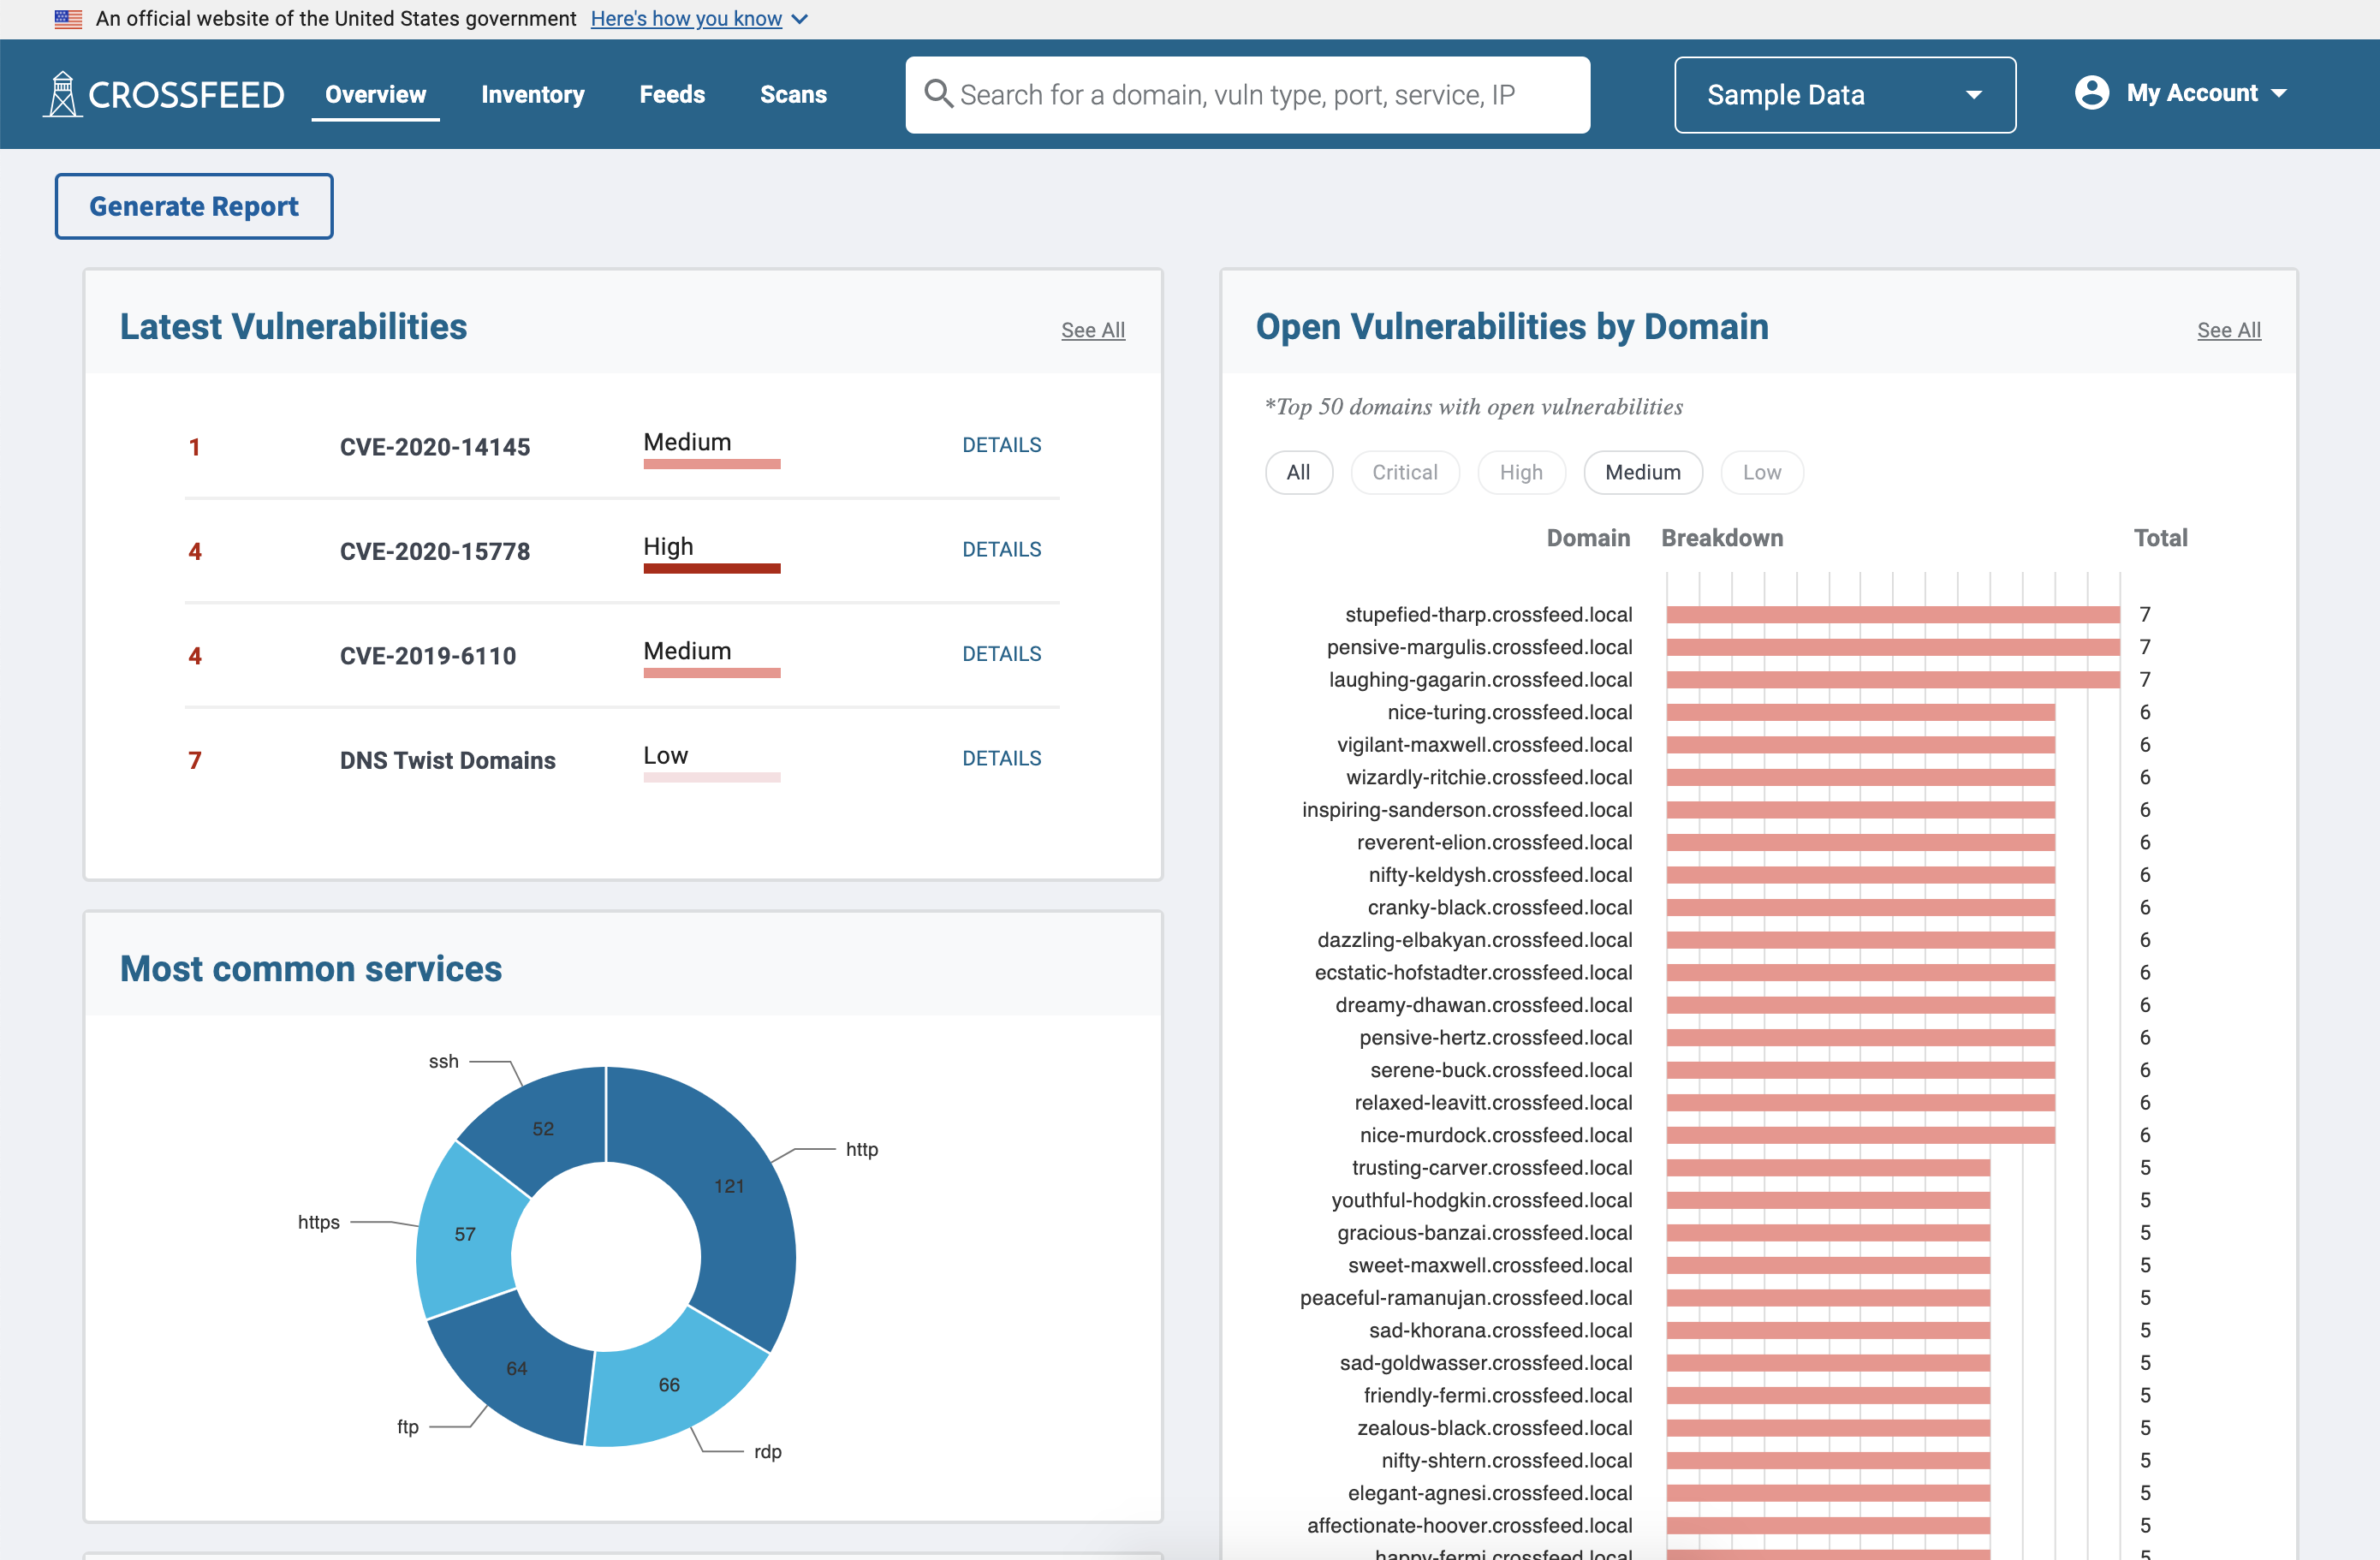 An official website of the United States government Here's how you know
CROSSFEED Overview Inventory Feeds Scans Search for a domain, vuln type, port, service, IP Sample Data My Account
Generate Report
Latest Vulnerabilities See All
1 CVE-2020-14145 Medium DETAILS
4 CVE-2020-15778 High DETAILS
4 CVE-2019-6110 Medium DETAILS
7 DNS Twist Domains Low DETAILS
Most common services
ssh
52
http
121
https
57
64
66
ftp
rdp
Open Vulnerabilities by Domain See All
*Top 50 domains with open vulnerabilities
All Critical High Medium Low
Domain Breakdown Total
stupefied-tharp.crossfeed.local 7
pensive-margulis.crossfeed.local 7
laughing-gagarin.crossfeed.local 7
nice-turing.crossfeed.local 6
vigilant-maxwell.crossfeed.local 6
wizardly-ritchie.crossfeed.local 6
inspiring-sanderson.crossfeed.local 6
reverent-elion.crossfeed.local 6
nifty-keldysh.crossfeed.local 6
cranky-black.crossfeed.local 6
dazzling-elbakyan.crossfeed.local 6
ecstatic-hofstadter.crossfeed.local 6
dreamy-dhawan.crossfeed.local 6
pensive-hertz.crossfeed.local 6
serene-buck.crossfeed.local 6
relaxed-leavitt.crossfeed.local 6
nice-murdock.crossfeed.local 6
trusting-carver.crossfeed.local 5
youthful-hodgkin.crossfeed.local 5
gracious-banzai.crossfeed.local 5
sweet-maxwell.crossfeed.local 5
peaceful-ramanujan.crossfeed.local 5
sad-khorana.crossfeed.local 5
sad-goldwasser.crossfeed.local 5
friendly-fermi.crossfeed.local 5
zealous-black.crossfeed.local 5
nifty-shtern.crossfeed.local 5
elegant-agnesi.crossfeed.local 5
affectionate-hoover.crossfeed.local 5
happy-fermi.crossfeed.local 5